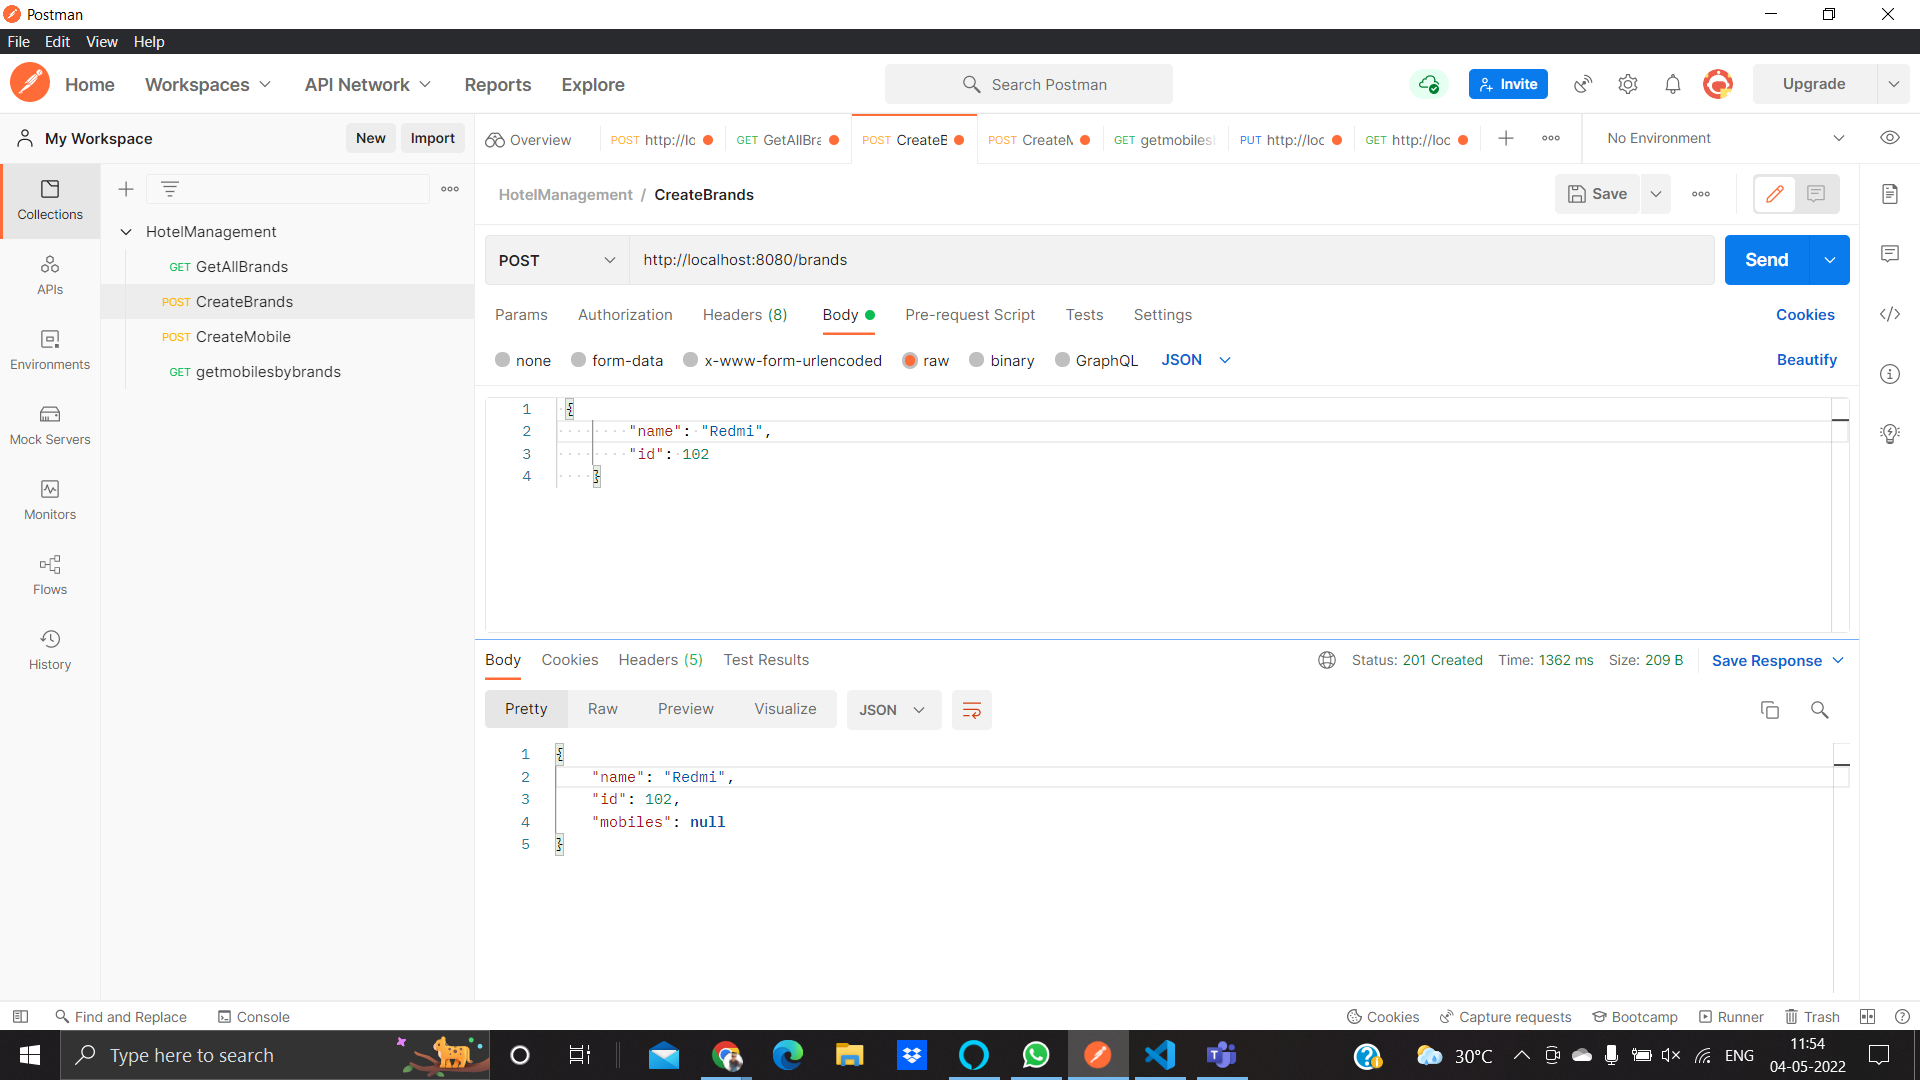 Postman
File Edit View Help
Home Workspaces API Network Reports Explore Search Postman Invite Upgrade
My Workspace New Import Overview POST http://lc GET GetAllBra POST CreateB POST CreateM GET getmobiles PUT http://loc GET http://loc No Environment
Collections
APIs
Environments
Mock Servers
Monitors
Flows
History
HotelManagement
GET GetAllBrands
POST CreateBrands
POST CreateMobile
GET getmobilesbybrands
HotelManagement / CreateBrands Save
POST http://localhost:8080/brands Send
Params Authorization Headers (8) Body Pre-request Script Tests Settings Cookies
none form-data x-www-form-urlencoded raw binary GraphQL JSON Beautify
1 {
2 "name": "Redmi",
3 "id": 102
4 }
Body Cookies Headers (5) Test Results Status: 201 Created Time: 1362 ms Size: 209 B Save Response
Pretty Raw Preview Visualize JSON
1 {
2 "name": "Redmi",
3 "id": 102,
4 "mobiles": null
5 }
Find and Replace Console Cookies Capture requests Bootcamp Runner Trash
Type here to search 30°C ENG 11:54
04-05-2022